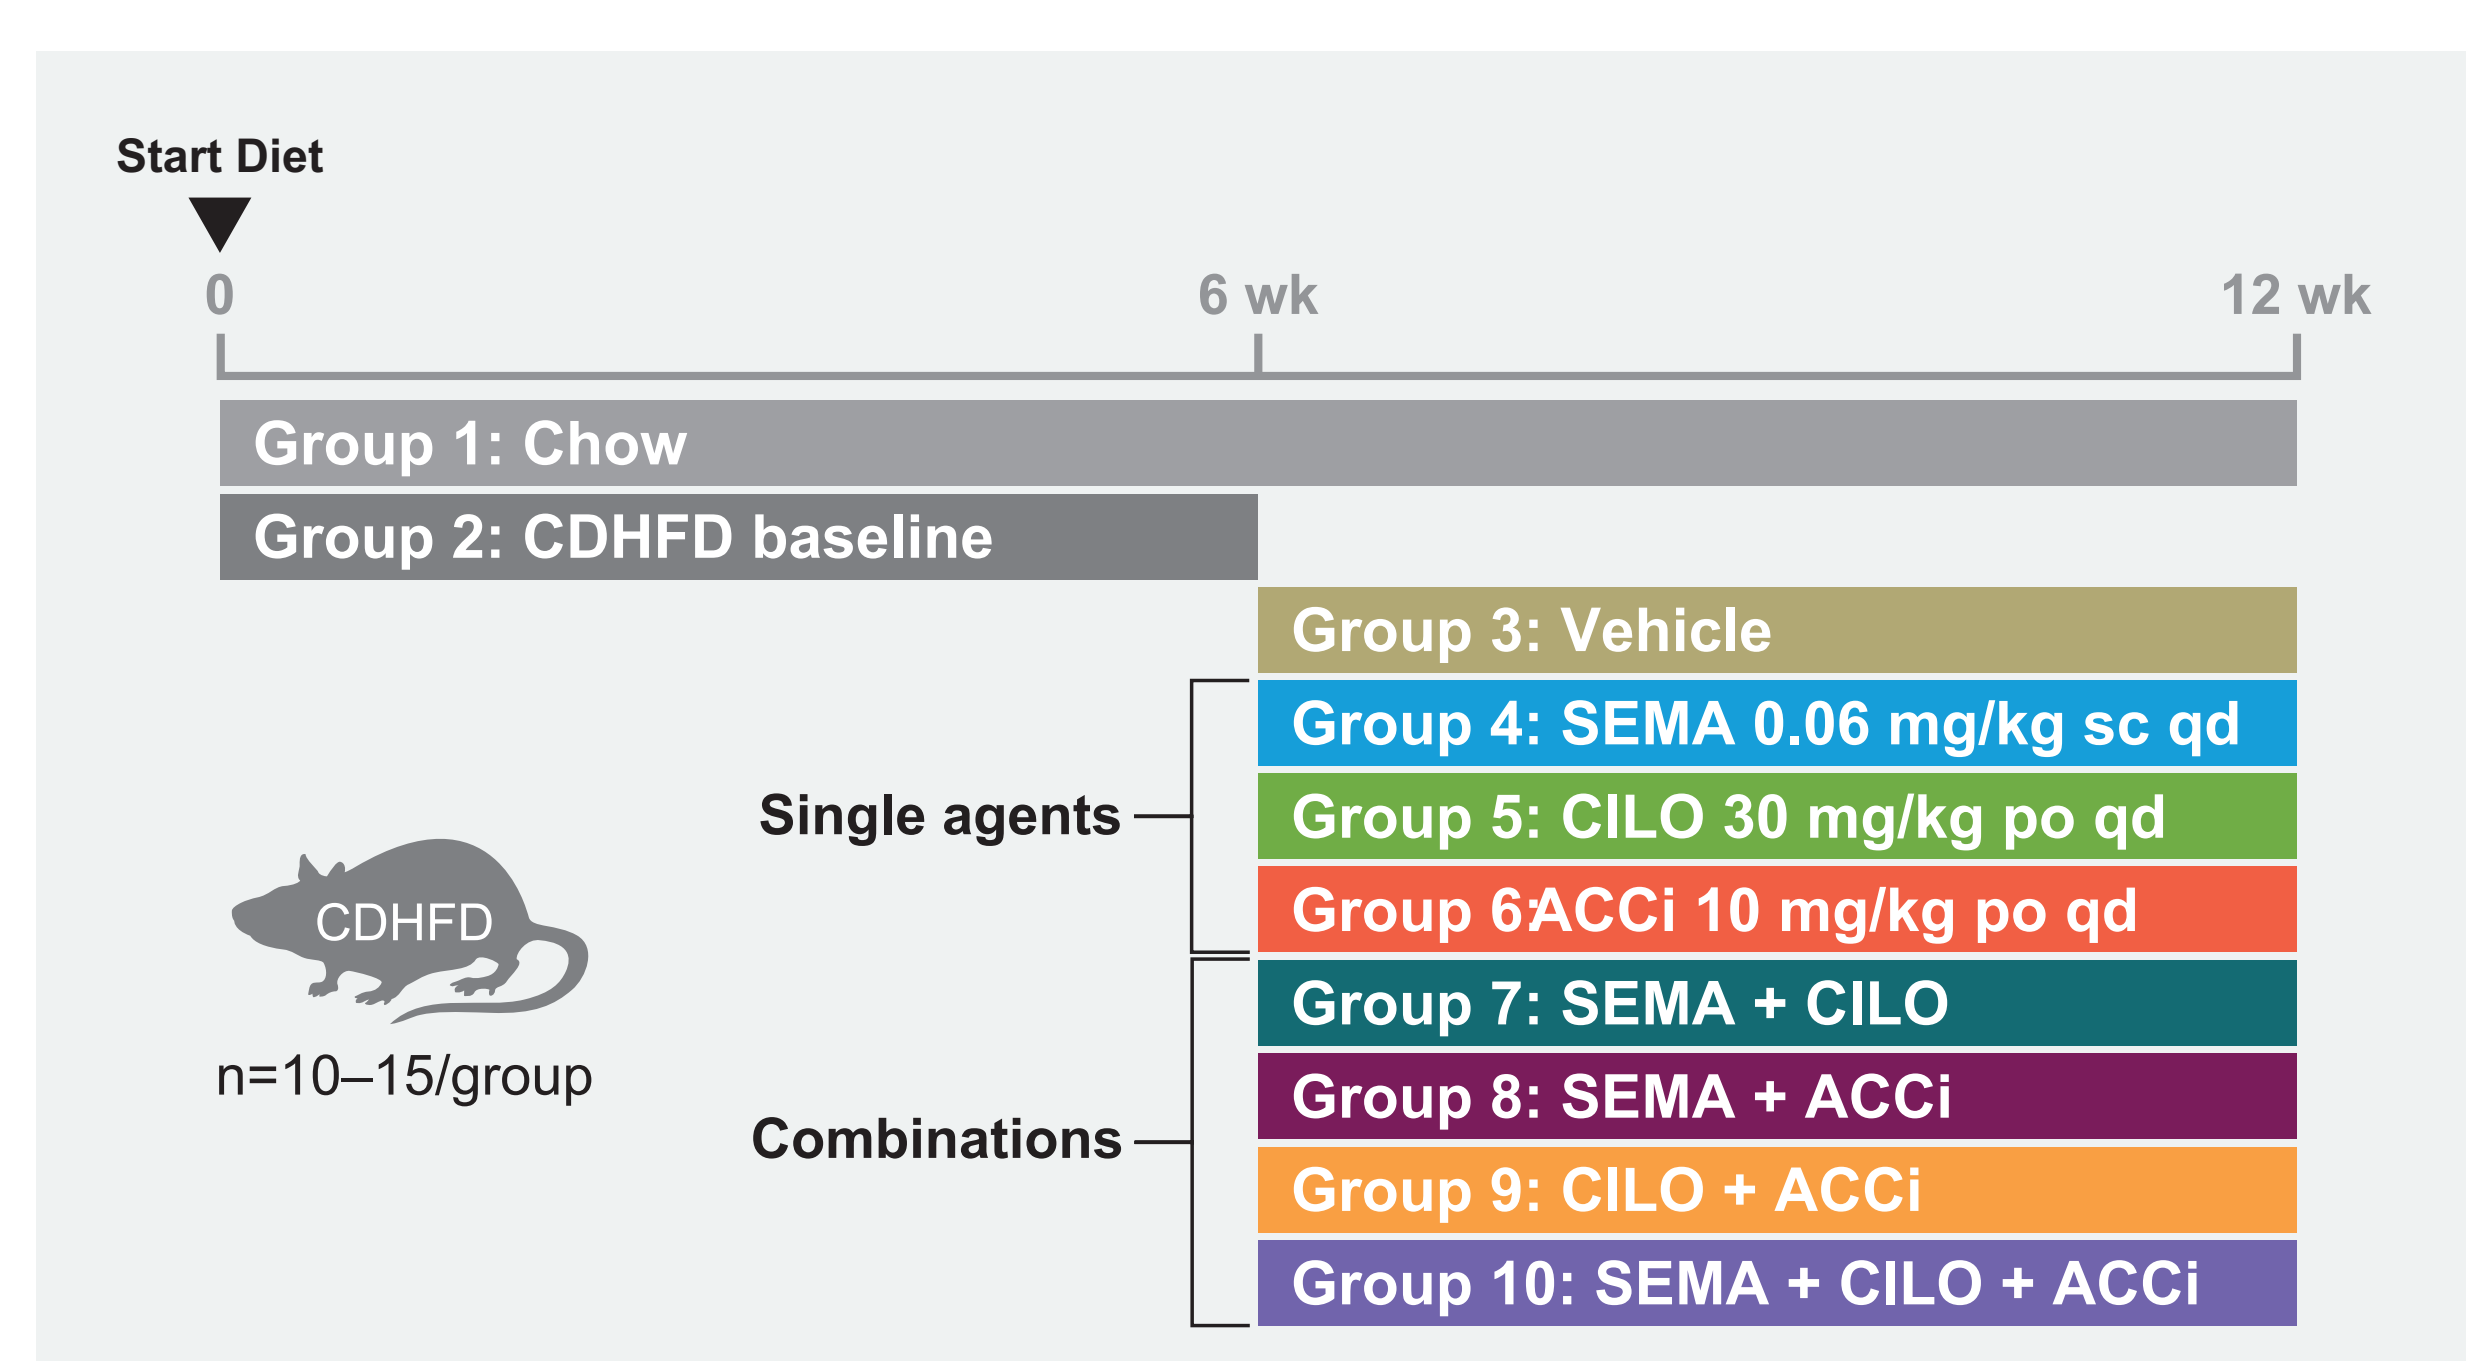 Start Diet
0
6 wk
12 wk
Group 1: Chow
Group 2: CDHFD baseline
Group 3: Vehicle
Single agents
Group 4: SEMA 0.06 mg/kg sc qd
Group 5: CILO 30 mg/kg po qd
Group 6:ACCi 10 mg/kg po qd
CDHFD
n=10–15/group
Combinations
Group 7: SEMA + CILO
Group 8: SEMA + ACCi
Group 9: CILO + ACCi
Group 10: SEMA + CILO + ACCi